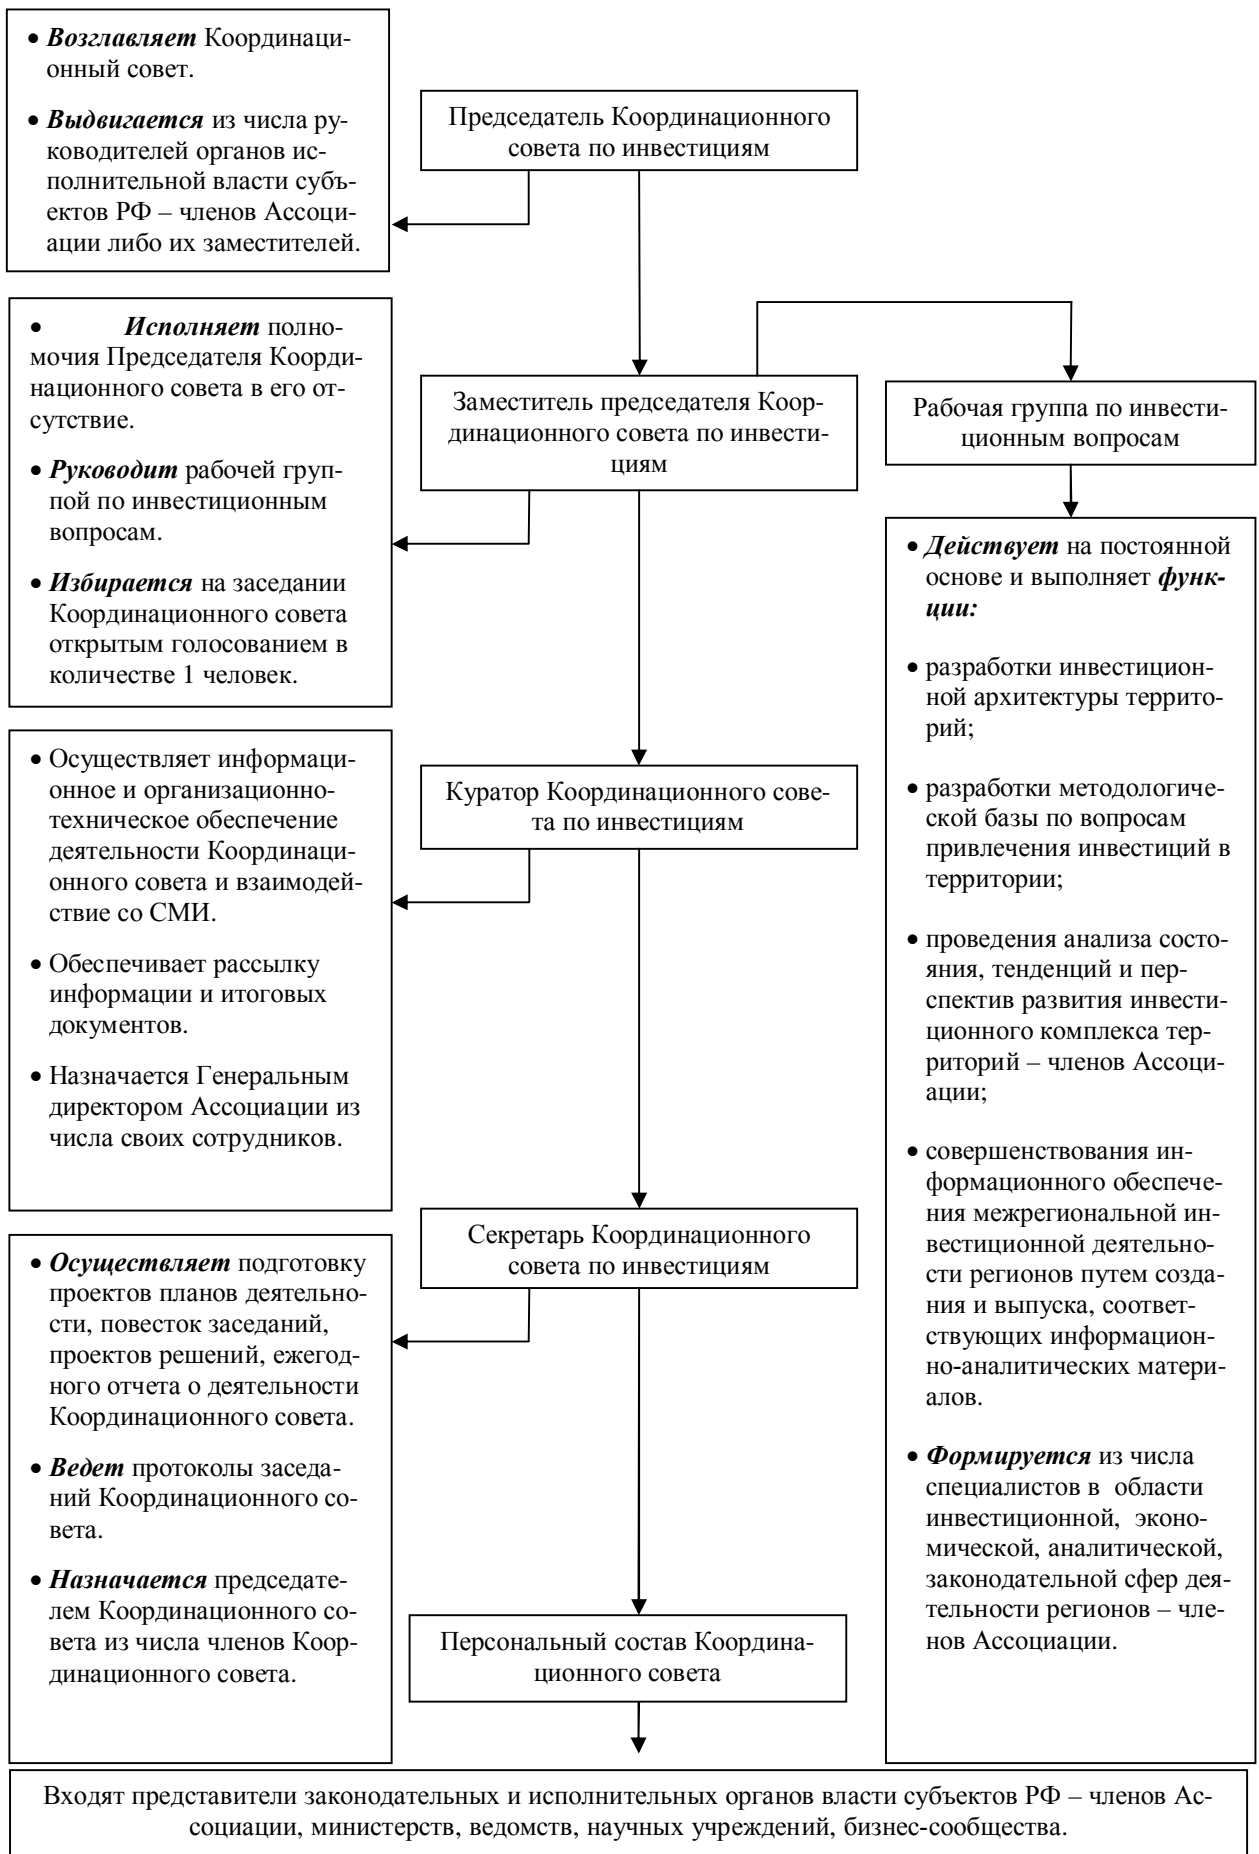 • Возглавляет Координаци-
онный совет.
• Выдвигается из числа ру-
ководителей органов ис-
полнительной власти субъ-
ектов РФ – членов Ассоци-
ации либо их заместителей.
Председатель Координационного
совета по инвестициям
• Исполняет полно-
мочия Председателя Коорди-
национного совета в его от-
сутствие.
• Руководит рабочей груп-
пой по инвестиционным
вопросам.
• Избирается на заседании
Координационного совета
открытым голосованием в
количестве 1 человек.
Заместитель председателя Коор-
динационного совета по инвести-
циям
Рабочая группа по инвести-
ционным вопросам
• Действует на постоянной
основе и выполняет функ-
ции:
• разработки инвестицион-
ной архитектуры террито-
рий;
• разработки методологиче-
ской базы по вопросам
привлечения инвестиций в
территории;
• проведения анализа состо-
яния, тенденций и пер-
спектив развития инвести-
ционного комплекса тер-
риторий – членов Ассоци-
ации;
• совершенствования ин-
формационного обеспече-
ния межрегиональной ин-
вестиционной деятельно-
сти регионов путем созда-
ния и выпуска, соответ-
ствующих информацион-
но-аналитических матери-
алов.
• Формируется из числа
специалистов в области
инвестиционной, эконо-
мической, аналитической,
законодательной сфер дея-
тельности регионов – чле-
нов Ассоциации.
• Осуществляет информаци-
онное и организационно-
техническое обеспечение
деятельности Координаци-
онного совета и взаимодей-
ствие со СМИ.
• Обеспечивает рассылку
информации и итоговых
документов.
• Назначается Генеральным
директором Ассоциации из
числа своих сотрудников.
Куратор Координационного сове-
та по инвестициям
• Осуществляет подготовку
проектов планов деятельно-
сти, повесток заседаний,
проектов решений, ежегод-
ного отчета о деятельности
Координационного совета.
• Ведет протоколы заседа-
ний Координационного со-
вета.
• Назначается председате-
лем Координационного со-
вета из числа членов Коор-
динационного совета.
Секретарь Координационного
совета по инвестициям
Персональный состав Координа-
ционного совета
Входят представители законодательных и исполнительных органов власти субъектов РФ – членов Ас-
социации, министерств, ведомств, научных учреждений, бизнес-сообщества.